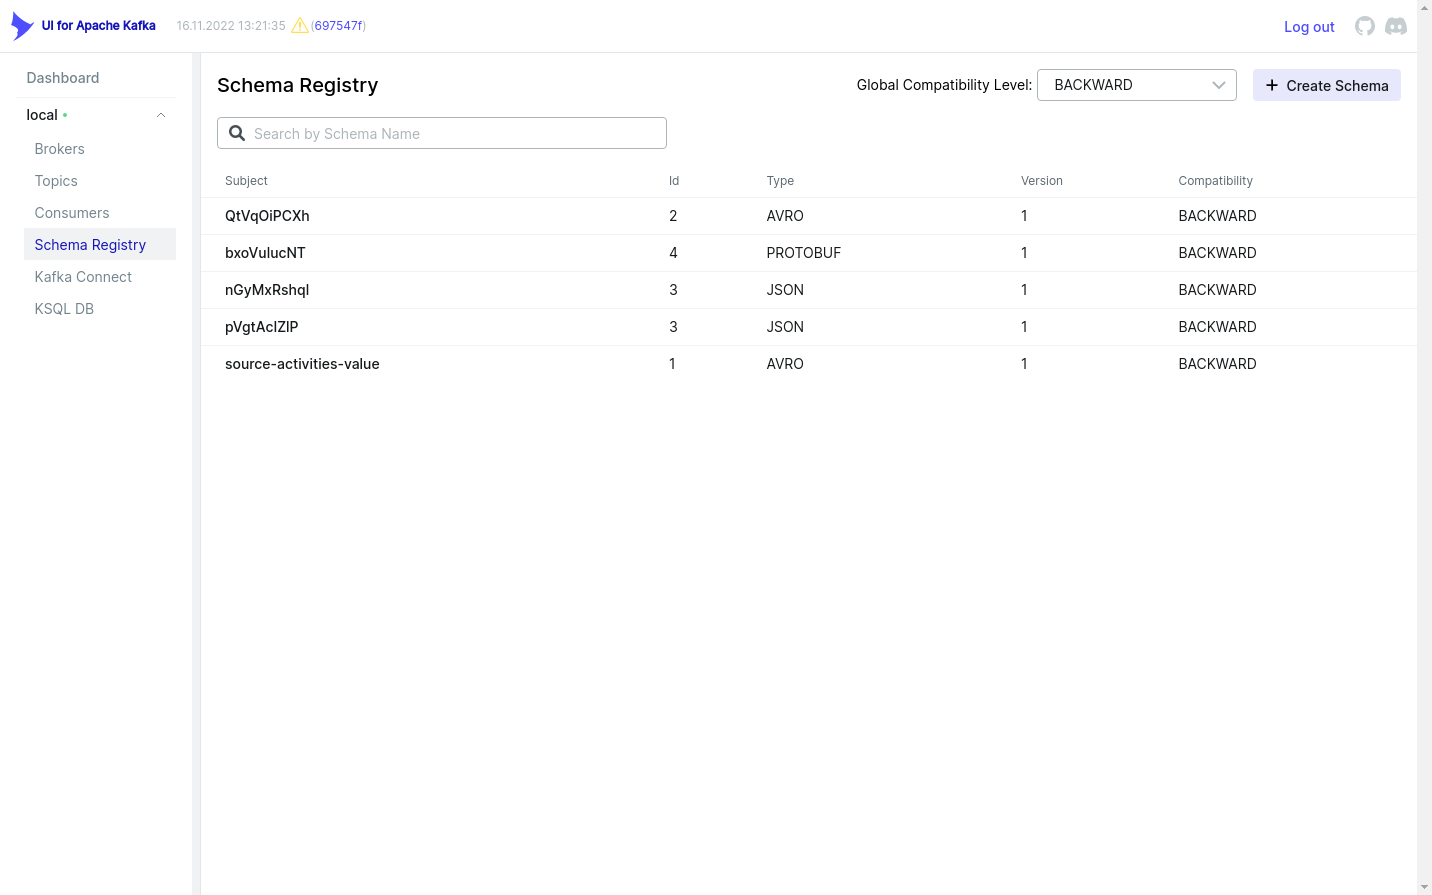 UI for Apache Kafka 16.11.2022 13:21:35 (697547f) Log out
Dashboard
local
Brokers
Topics
Consumers
Schema Registry
Kafka Connect
KSQL DB
Schema Registry Global Compatibility Level: BACKWARD Create Schema
Search by Schema Name
Subject Id Type Version Compatibility
QtVqOiPCXh 2 AVRO 1 BACKWARD
bxoVulucNT 4 PROTOBUF 1 BACKWARD
nGyMxRshql 3 JSON 1 BACKWARD
pVgtAclZlP 3 JSON 1 BACKWARD
source-activities-value 1 AVRO 1 BACKWARD